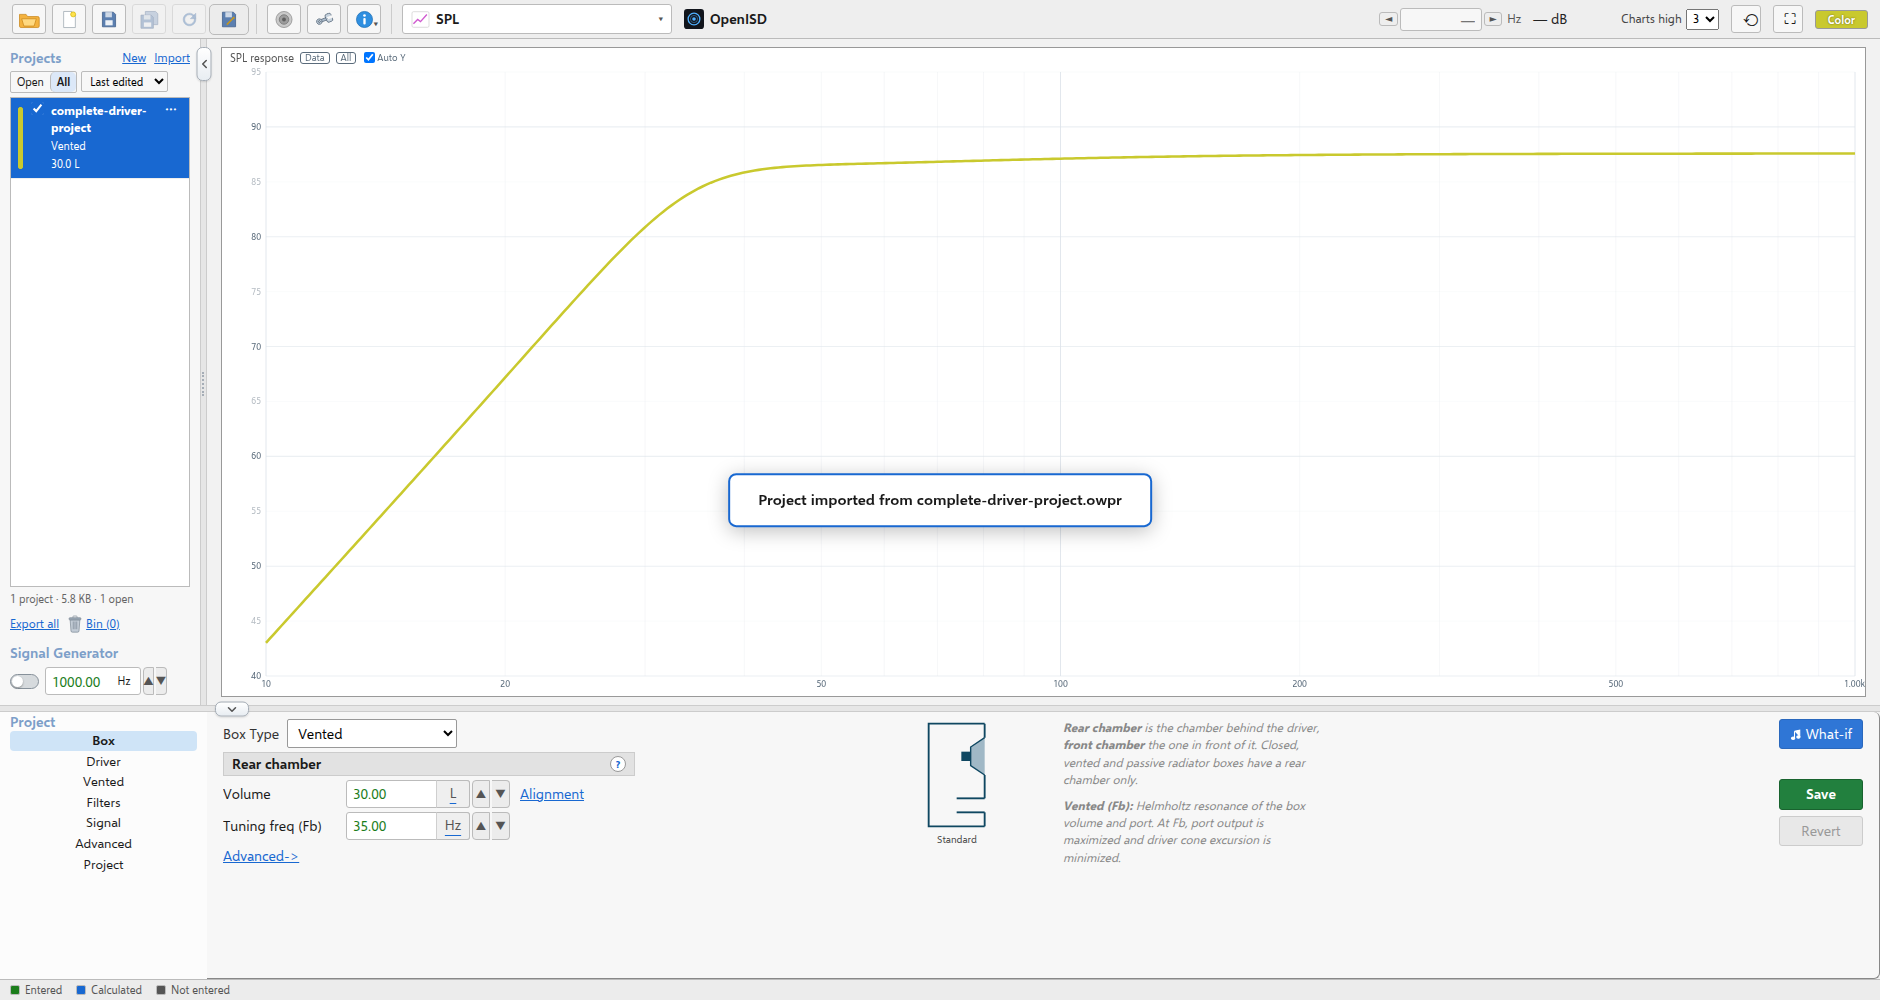 SPL
OpenISD
—
Hz
— dB
Charts high
3
Color
Projects
New
Import
Open
All
Last edited
complete-driver-
project
Vented
30.0 L
1 project · 5.8 KB · 1 open
Export all
Bin (0)
Signal Generator
1000.00 Hz
SPL response
Data
All
Auto Y
95
90
85
80
75
70
65
60
55
50
45
40
10
20
50
100
200
500
1.00k
Project imported from complete-driver-project.owpr
Project
Box
Driver
Vented
Filters
Signal
Advanced
Project
Box Type
Vented
Rear chamber
?
Volume
30.00
L
Alignment
Tuning freq (Fb)
35.00
Hz
Advanced->
Standard
Rear chamber is the chamber behind the driver,
front chamber the one in front of it. Closed,
vented and passive radiator boxes have a rear
chamber only.
Vented (Fb): Helmholtz resonance of the box
volume and port. At Fb, port output is
maximized and driver cone excursion is
minimized.
What-if
Save
Revert
Entered
Calculated
Not entered